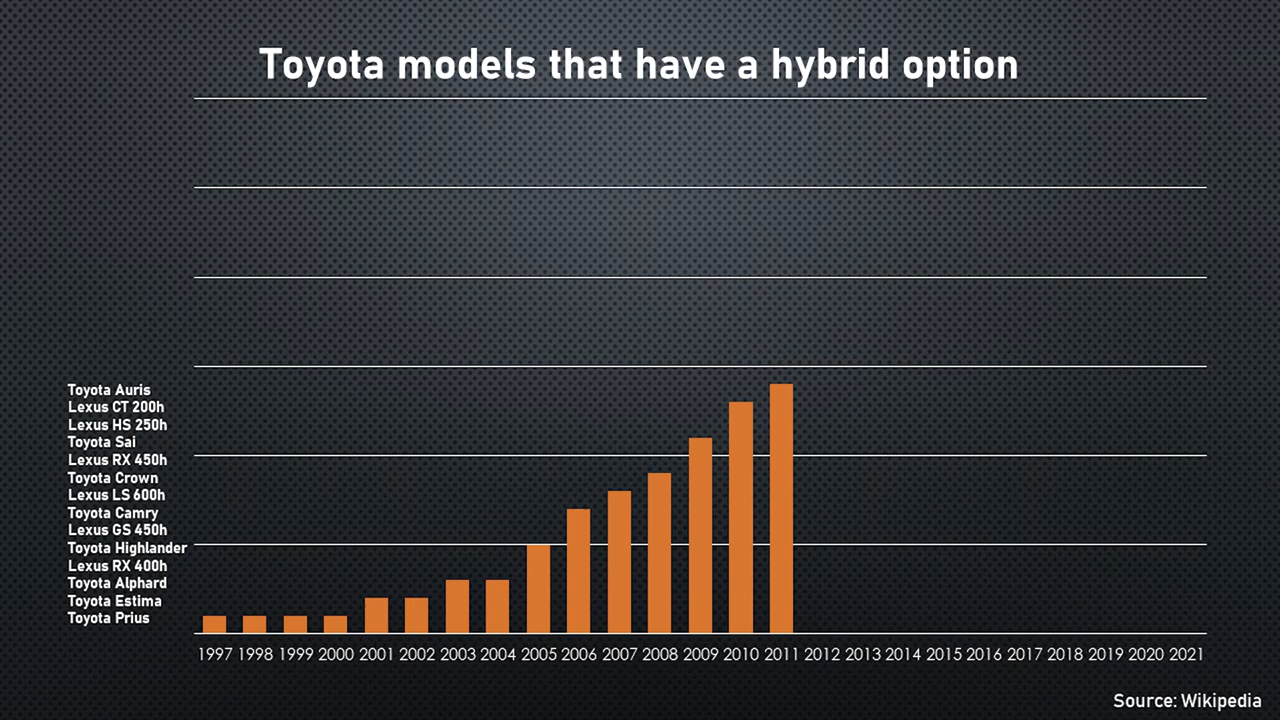 Toyota models that have a hybrid option
Toyota Auris
Lexus CT 200h
Lexus HS 250h
Toyota Sai
Lexus RX 450h
Toyota Crown
Lexus LS 600h
Toyota Camry
Lexus GS 450h
Toyota Highlander
Lexus RX 400h
Toyota Alphard
Toyota Estima
Toyota Prius
1997 1998 1999 2000 2001 2002 2003 2004 2005 2006 2007 2008 2009 2010 2011 2012 2013 2014 2015 2016 2017 2018 2019 2020 2021
Source: Wikipedia